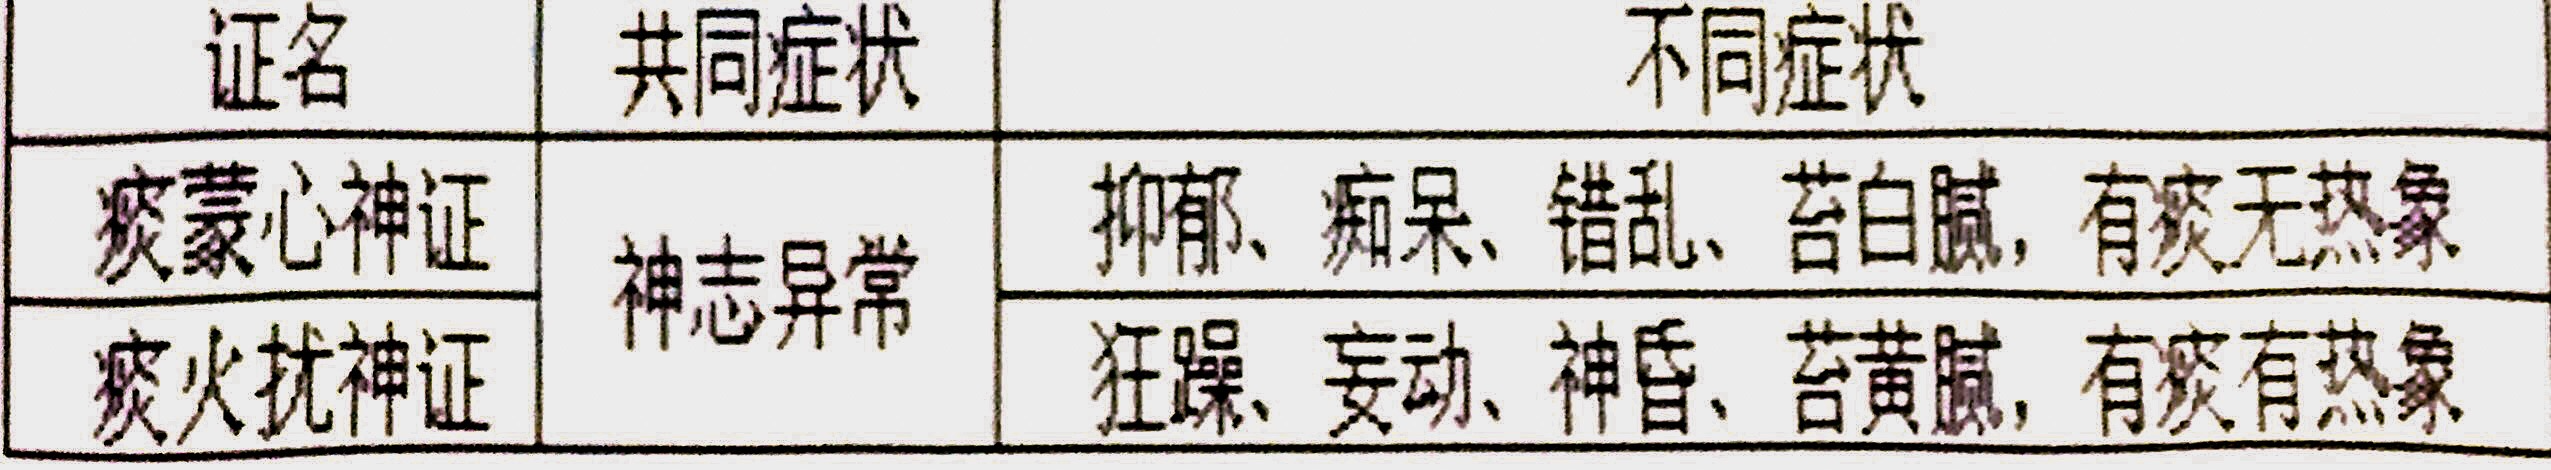 证名 共同症状 不同症状
痰蒙心神证 神志异常 抑郁、痴呆、错乱、苔白腻，有痰无热象
痰火扰神证 狂躁、妄动、神昏、苔黄腻，有痰有热象